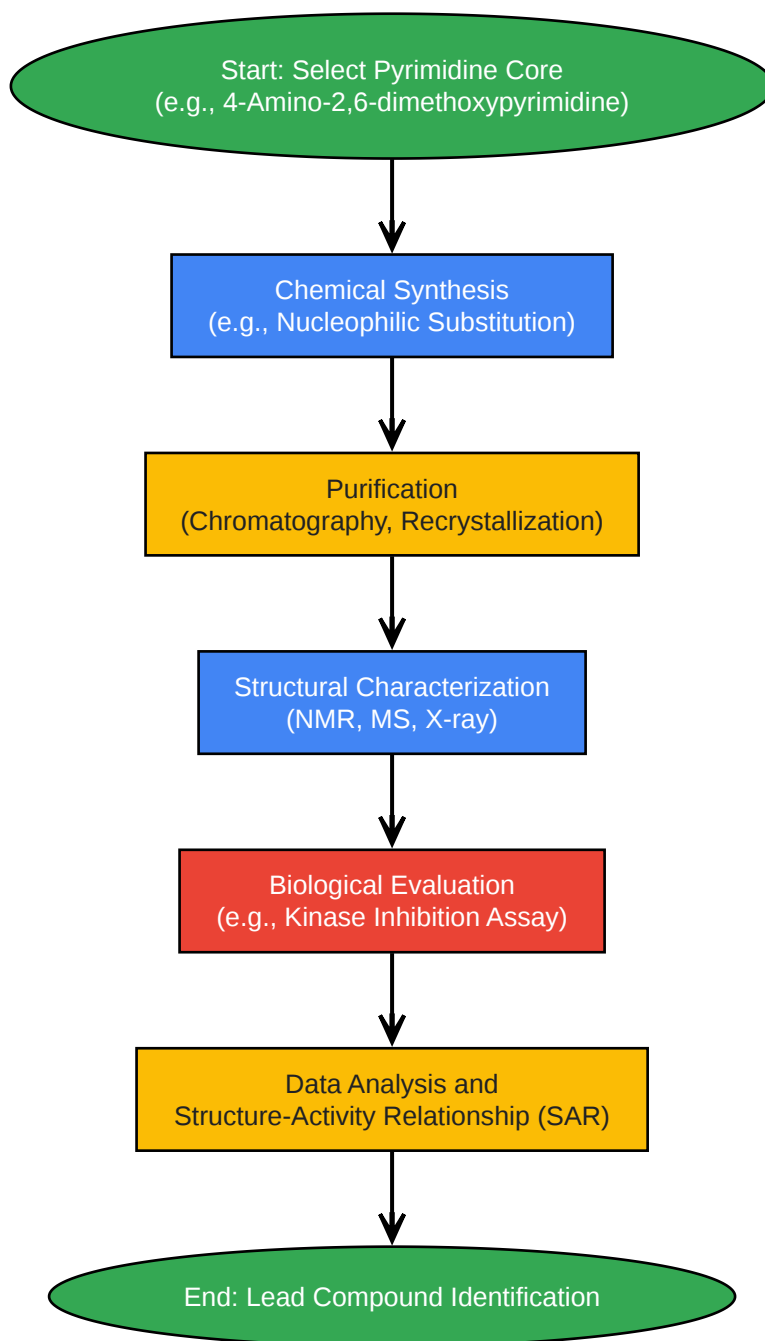 Start: Select Pyrimidine Core
(e.g., 4-Amino-2,6-dimethoxypyrimidine)
Chemical Synthesis
(e.g., Nucleophilic Substitution)
Purification
(Chromatography, Recrystallization)
Structural Characterization
(NMR, MS, X-ray)
Biological Evaluation
(e.g., Kinase Inhibition Assay)
Data Analysis and
Structure-Activity Relationship (SAR)
End: Lead Compound Identification